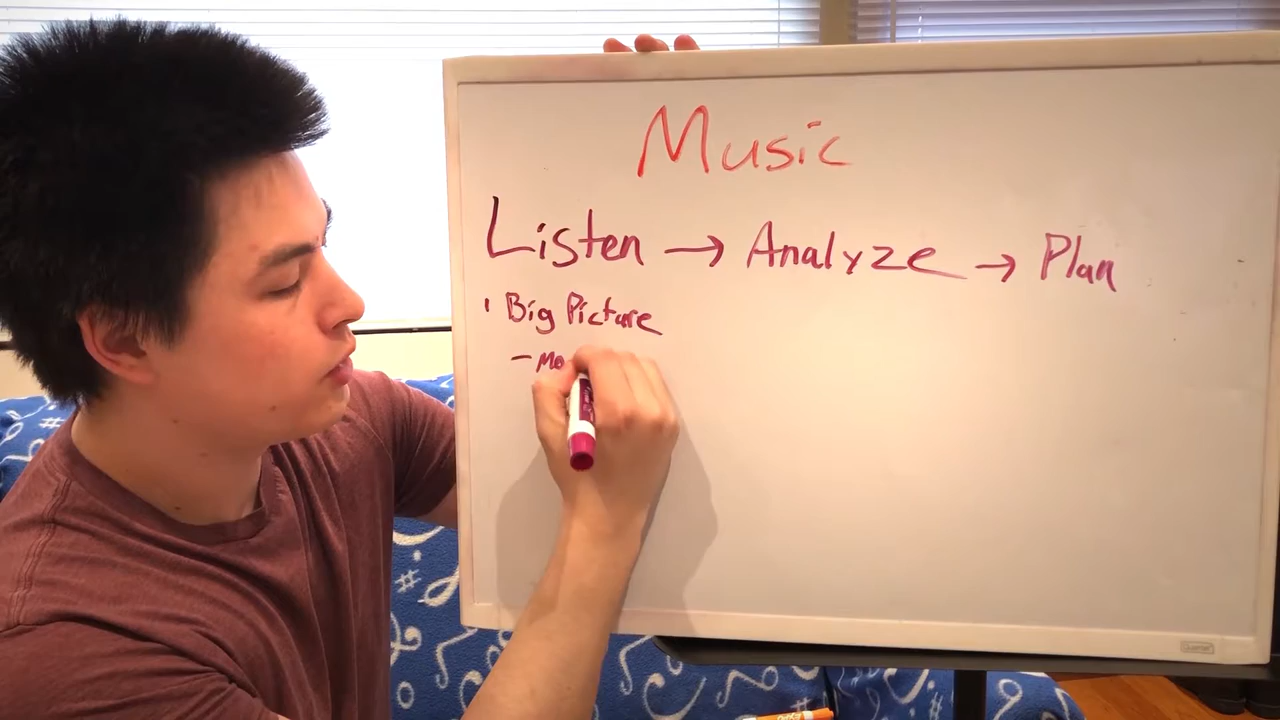 Music
Listen → Analyze → Plan
' Big Picture
- Mo